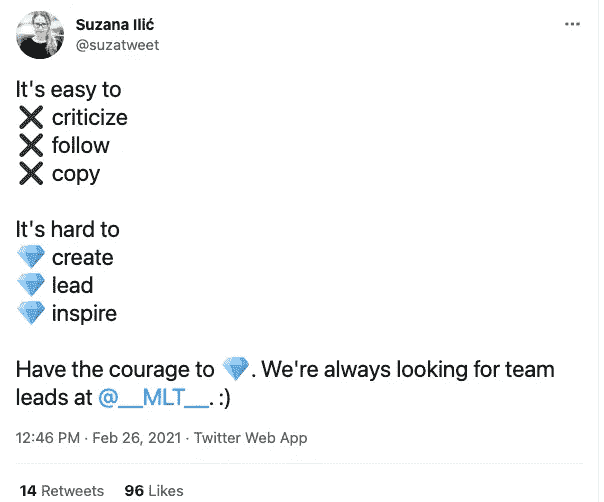 Suzana Ilić
@suzatweet
It's easy to
❌ criticize
❌ follow
❌ copy
It's hard to
💎 create
💎 lead
💎 inspire
Have the courage to 💎. We're always looking for team
leads at @__MLT__. :)
12:46 PM · Feb 26, 2021 · Twitter Web App
14 Retweets 96 Likes